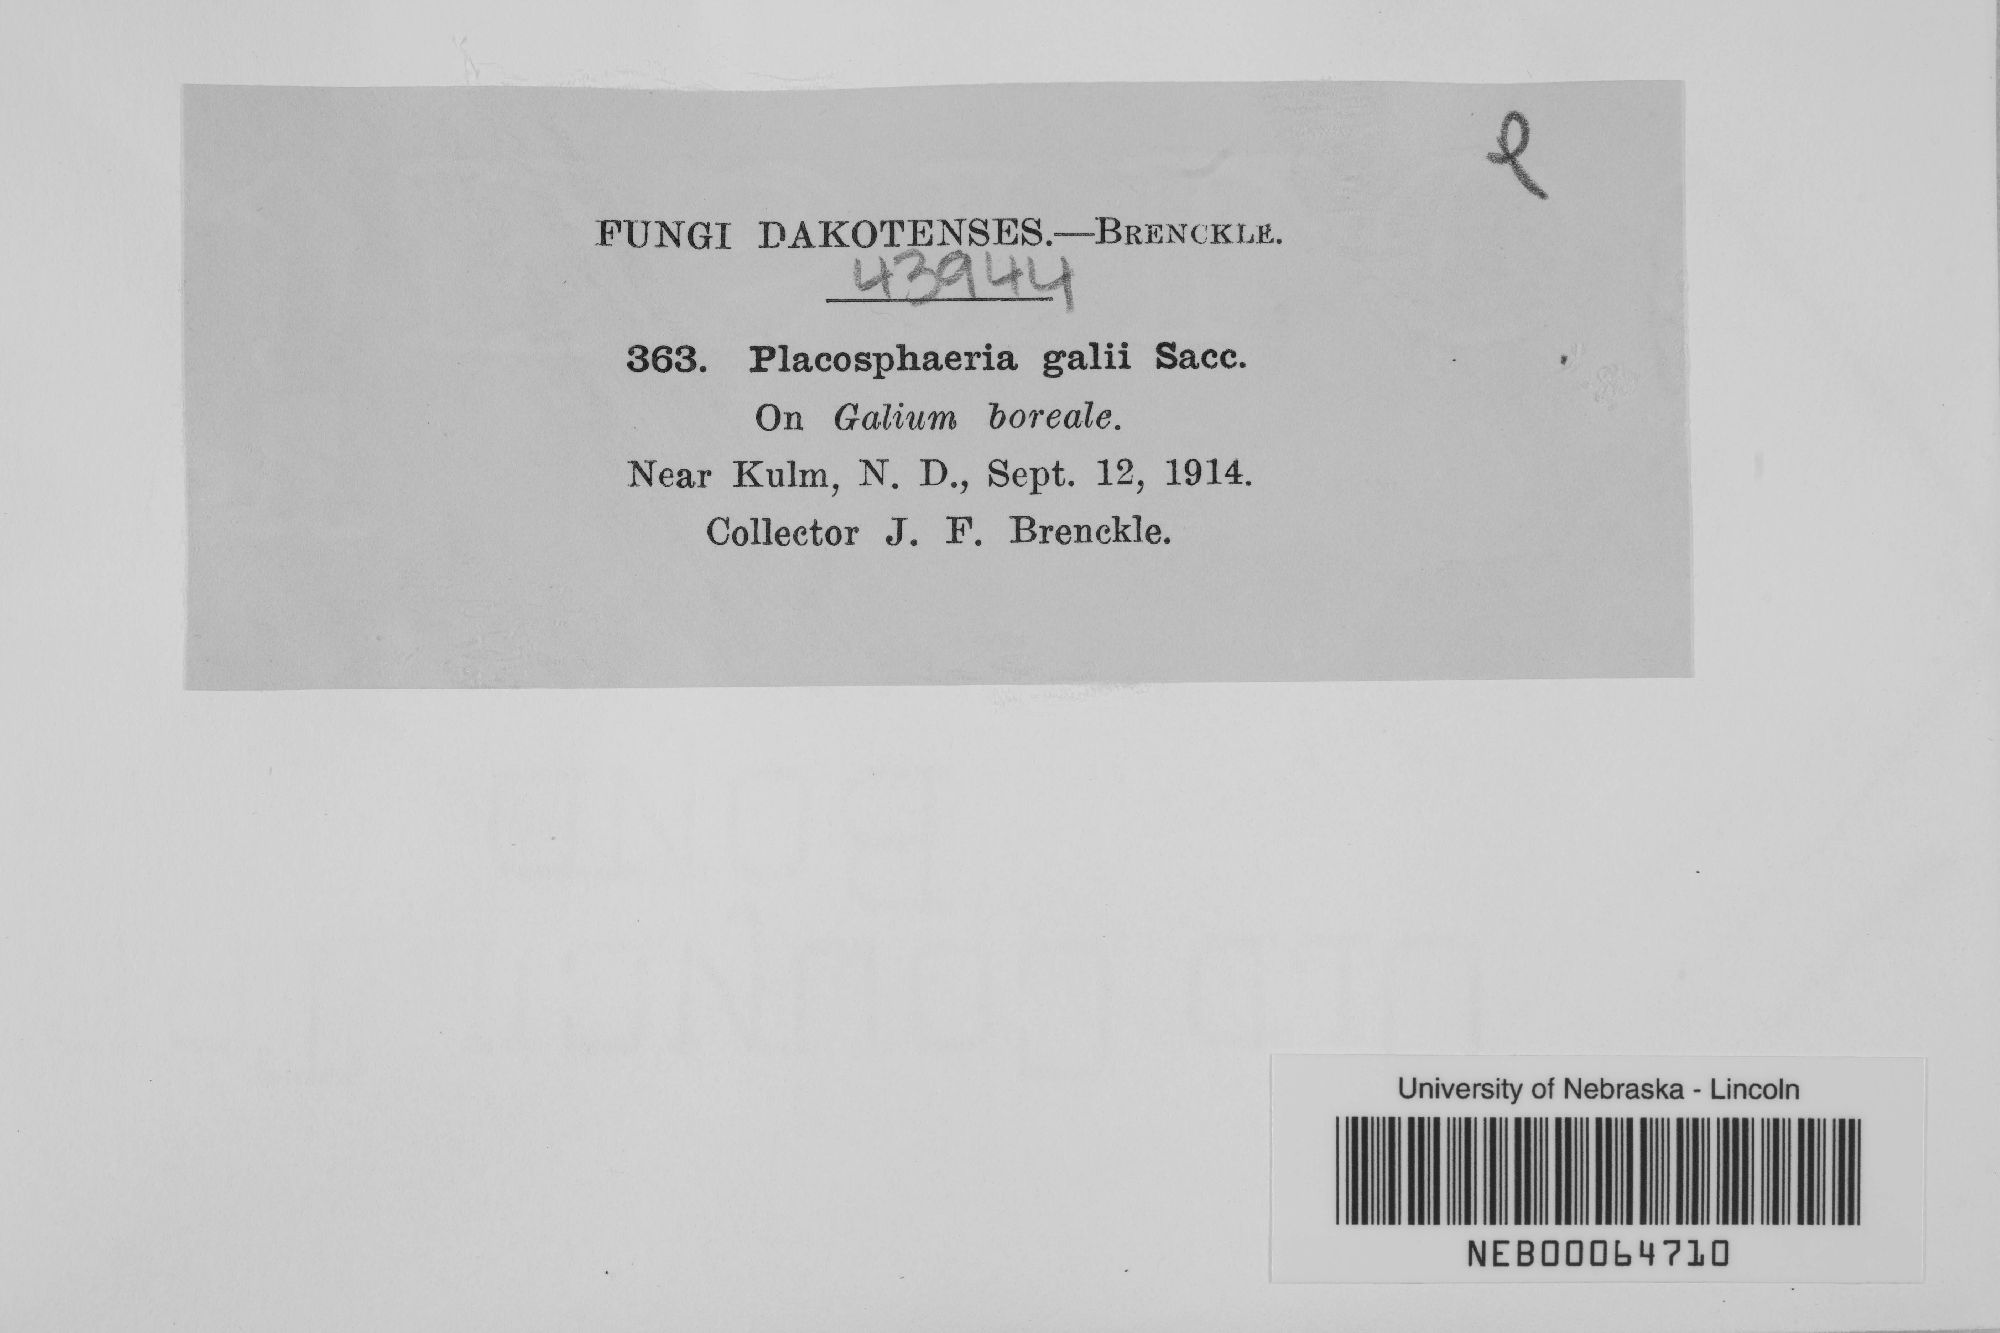 FUNGI DAKOTENSES.—BRENCKLE.
43944
363. Placosphaeria galii Sacc.
On Galium boreale.
Near Kulm, N. D., Sept. 12, 1914.
Collector J. F. Brenckle.
University of Nebraska - Lincoln
NEB00064710